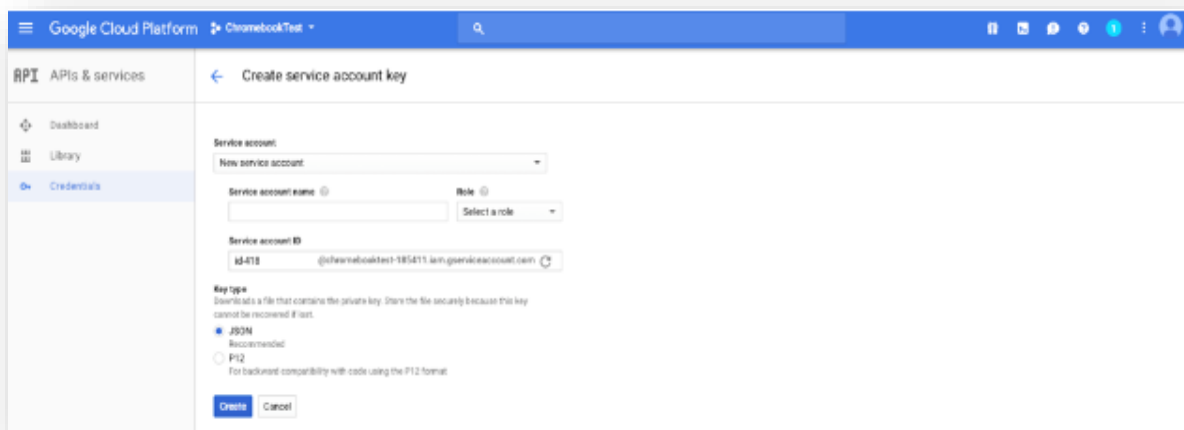 Google Cloud Platform ChromebookTest
1
API APIs & services
Create service account key
Dashboard
Library
Credentials
Service account
New service account
Service account name Role
Select a role
Service account ID
id-418 @chromebooktest-185411.iam.gserviceaccount.com
Key type
Downloads a file that contains the private key. Store the file securely because this key
cannot be recovered if lost.
JSON
Recommended
P12
For backward compatibility with code using the P12 format
Create Cancel